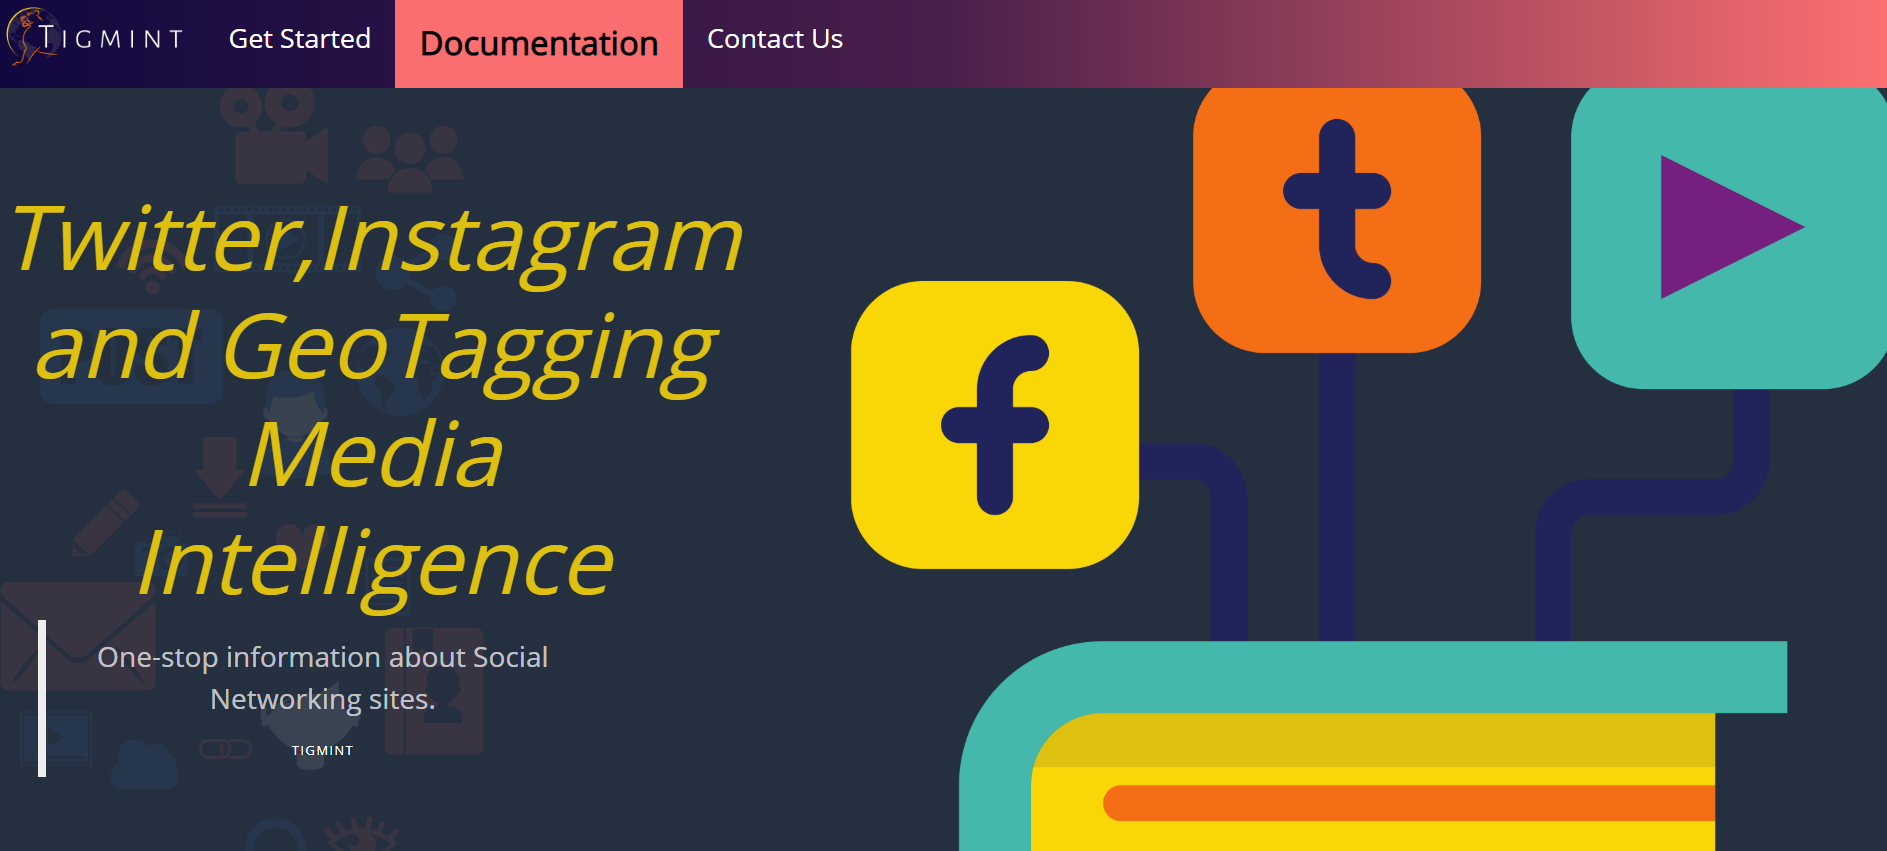 TIGMINT Get Started Documentation Contact Us
Twitter,Instagram
and GeoTagging
Media
Intelligence
One-stop information about Social
Networking sites.
TIGMINT
t
f